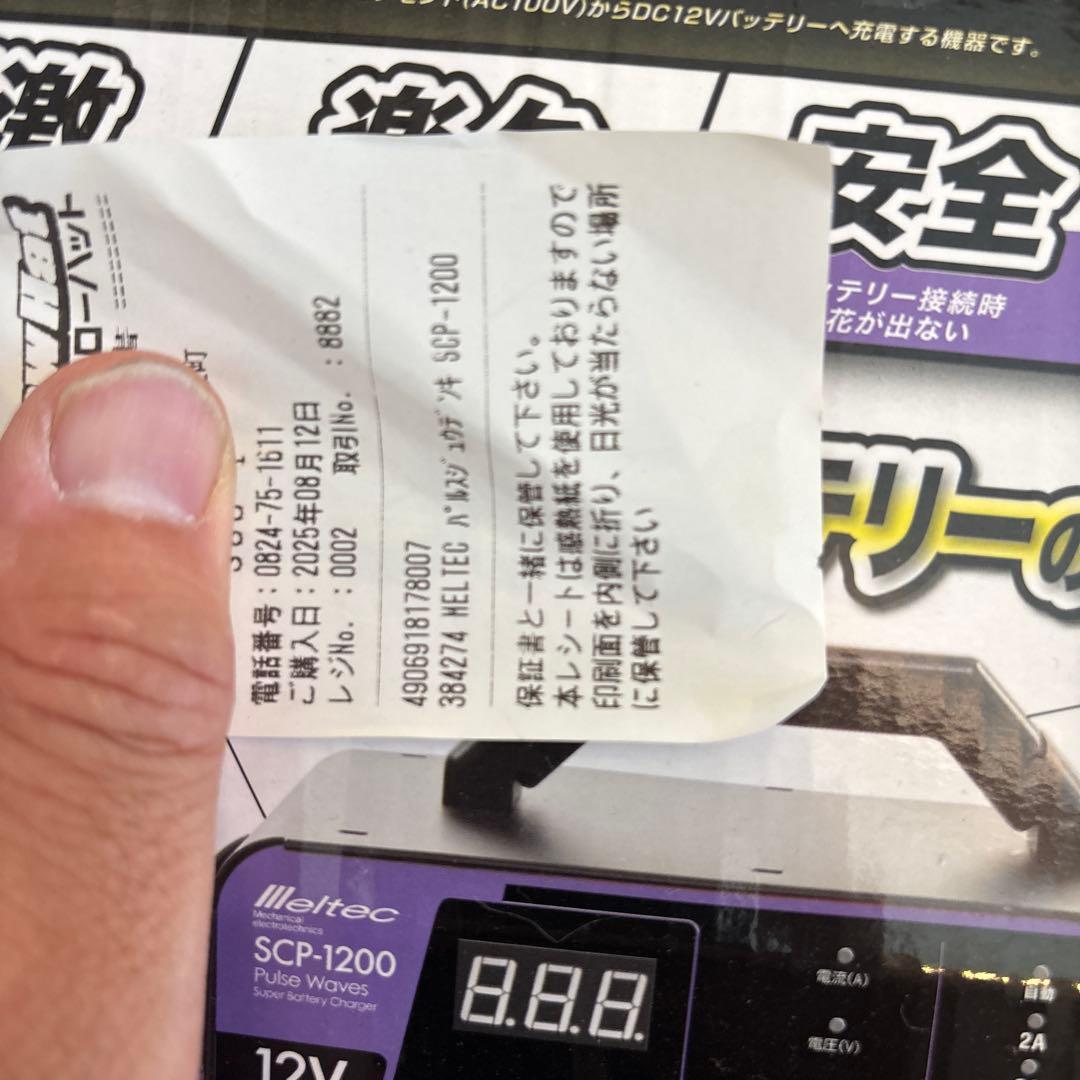 (AC100V)からDC12Vバッテリーへ充電する機器です。
激
安全
テリー接続時
花が出ない
テリーの
ローハット
電話番号：0824-75-1611
ご購入日：2025年08月12日
レジNo. ：0002 取引No. ：8882
4906918178007
384274 MELTEC ﾊﾟﾙｽｼﾞｭｳﾃﾞﾝｷ SCP-1200
保証書と一緒に保管して下さい。
本レシートは感熱紙を使用しておりますので
印刷面を内側に折り、日光が当たらない場所
に保管して下さい
Meltec
Mechanical
electrotechnics
SCP-1200
Pulse Waves
Super Battery Charger
12V
8.8.8.
電流(A)
電圧(V)
自動
2A